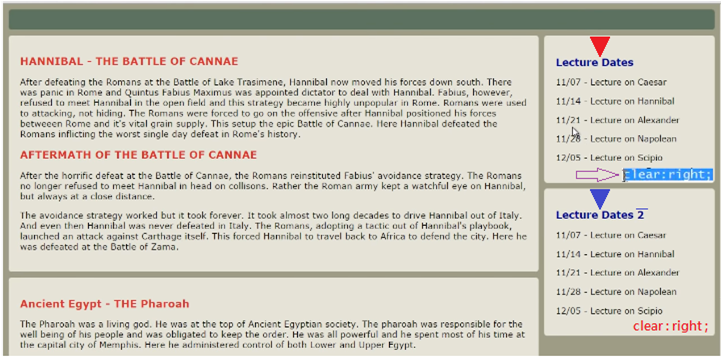 HANNIBAL - THE BATTLE OF CANNAE
After defeating the Romans at the Battle of Lake Trasimene, Hannibal now moved his forces down south. There
was panic in Rome and Quintus Fabius Maximus was appointed dictator to deal with Hannibal. Fabius, however,
refused to meet Hannibal in the open field and this strategy became highly unpopular in Rome. Romans were used
to attacking, not hiding. The Romans were forced to go on the offensive after Hannibal positioned his forces
betweeen Rome and it's vital grain supply. This setup the epic Battle of Cannae. Here Hannibal defeated the
Romans inflicting the worst single day defeat in Rome's history.
AFTERMATH OF THE BATTLE OF CANNAE
After the horrific defeat at the Battle of Cannae, the Romans reinstituted Fabius' avoidance strategy. The Romans
no longer refused to meet Hannibal in head on collisons. Rather the Roman army kept a watchful eye on Hannibal,
but always at a close distance.
The avoidance strategy worked but it took forever. It took almost two long decades to drive Hannibal out of Italy.
And even then Hannibal was never defeated in Italy. The Romans, adopting a tactic out of Hannibal's playbook,
launched an attack against Carthage itself. This forced Hannibal to travel back to Africa to defend the city. Here he
was defeated at the Battle of Zama.
Ancient Egypt - THE Pharoah
The Pharoah was a living god. He was at the top of Ancient Egyptian society. The pharoah was responsible for the
well being of his people and was obligated to keep the order. He was all powerful and he spent most of his time at
the capital city of Memphis. Here he administered control of both Lower and Upper Egypt.
Lecture Dates
11/07 - Lecture on Caesar
11/14 - Lecture on Hannibal
11/21 - Lecture on Alexander
11/28 - Lecture on Napolean
12/05 - Lecture on Scipio
clear:right;
Lecture Dates 2
11/07 - Lecture on Caesar
11/14 - Lecture on Hannibal
11/21 - Lecture on Alexander
11/28 - Lecture on Napolean
12/05 - Lecture on Scipio
clear:right;